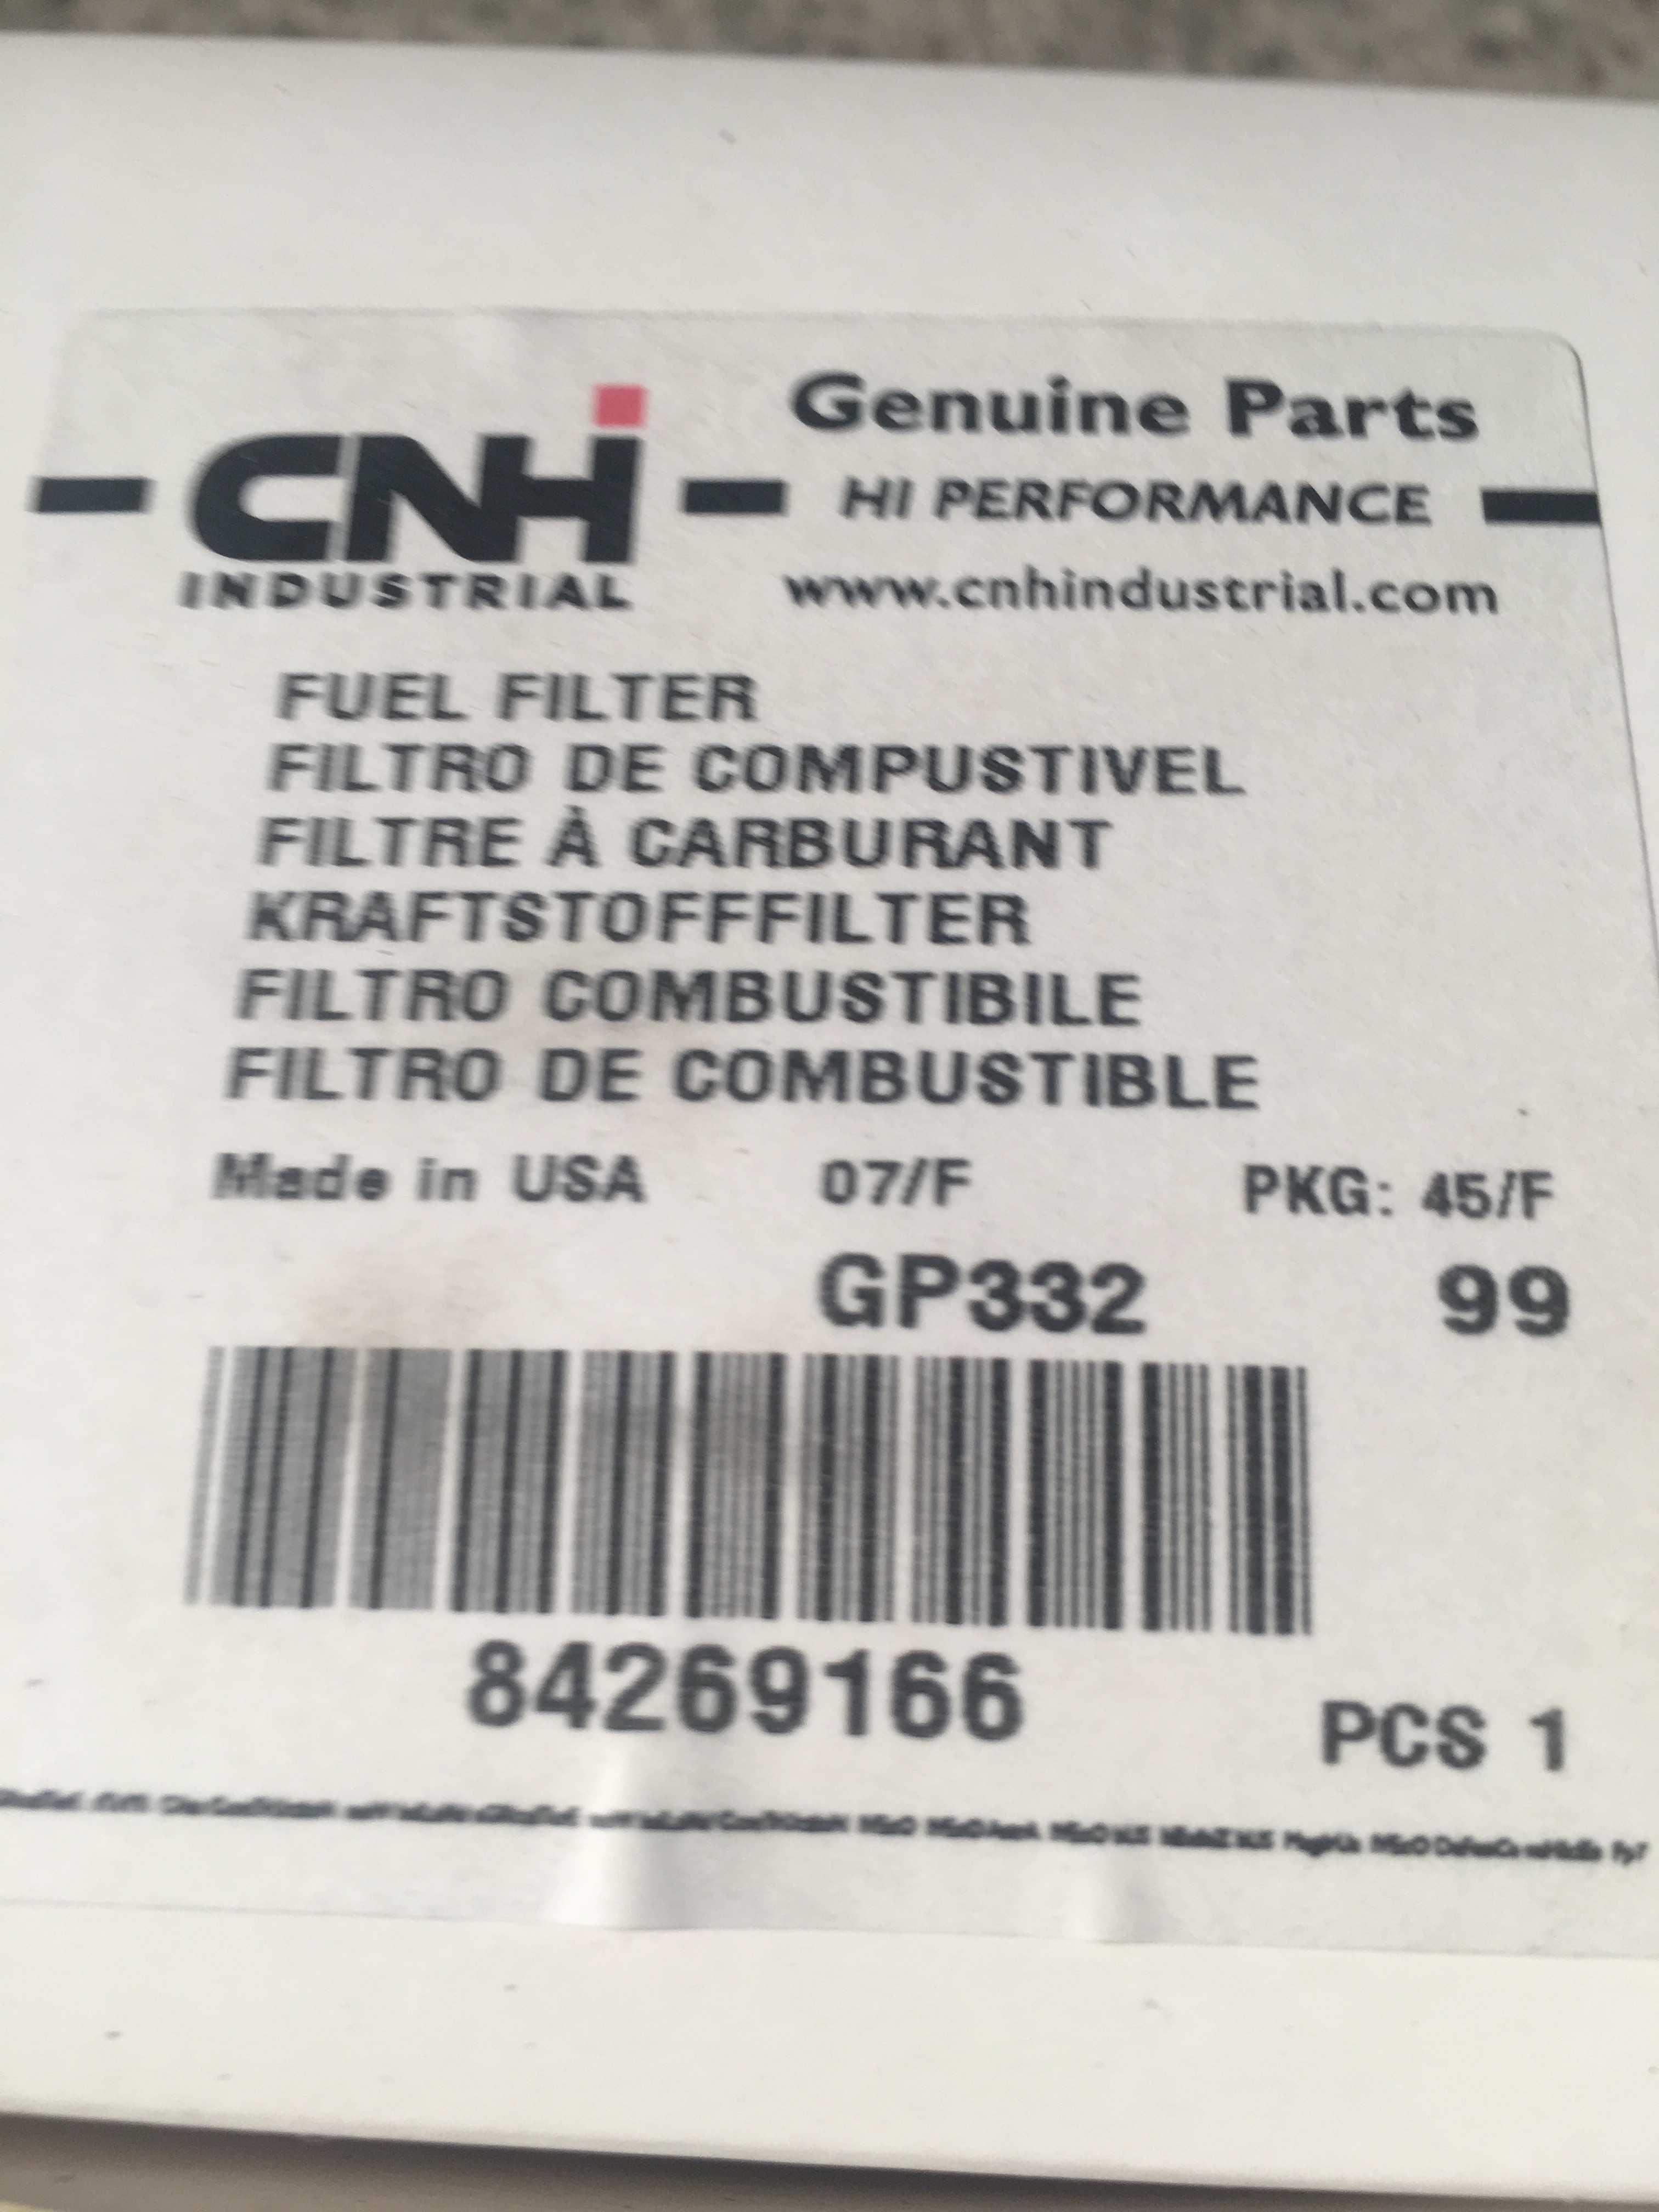 CNH
INDUSTRIAL
Genuine Parts
HI PERFORMANCE
www.cnhindustrial.com
FUEL FILTER
FILTRO DE COMPUSTIVEL
FILTRE À CARBURANT
KRAFTSTOFFFILTER
FILTRO COMBUSTIBILE
FILTRO DE COMBUSTIBLE
Made in USA 07/F PKG: 45/F
GP332 99
84269166
PCS 1